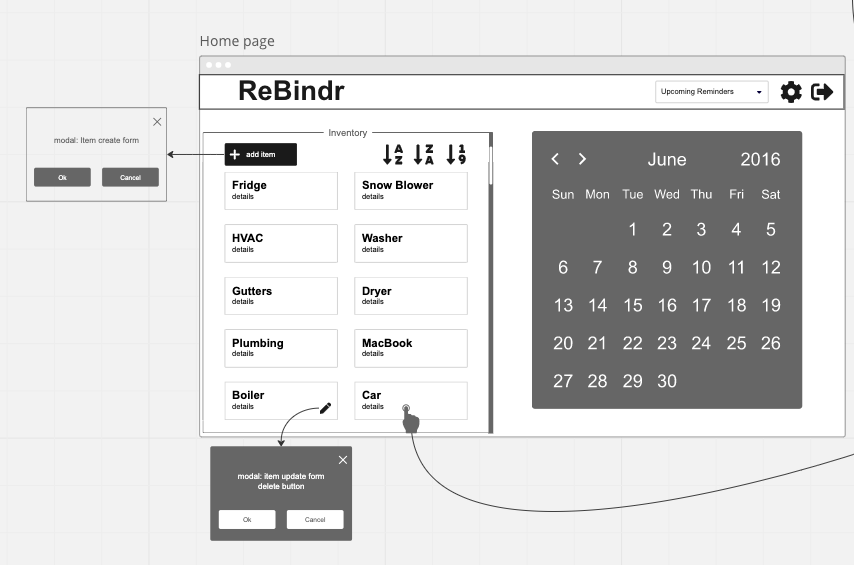 Home page
ReBindr
Upcoming Reminders
modal: Item create form
Ok Cancel
Inventory
add item
A Z
Z A
1 9
Fridge
details
Snow Blower
details
HVAC
details
Washer
details
Gutters
details
Dryer
details
Plumbing
details
MacBook
details
Boiler
details
Car
details
June 2016
Sun Mon Tue Wed Thu Fri Sat
1 2 3 4 5
6 7 8 9 10 11 12
13 14 15 16 17 18 19
20 21 22 23 24 25 26
27 28 29 30
modal: item update form
delete button
Ok Cancel